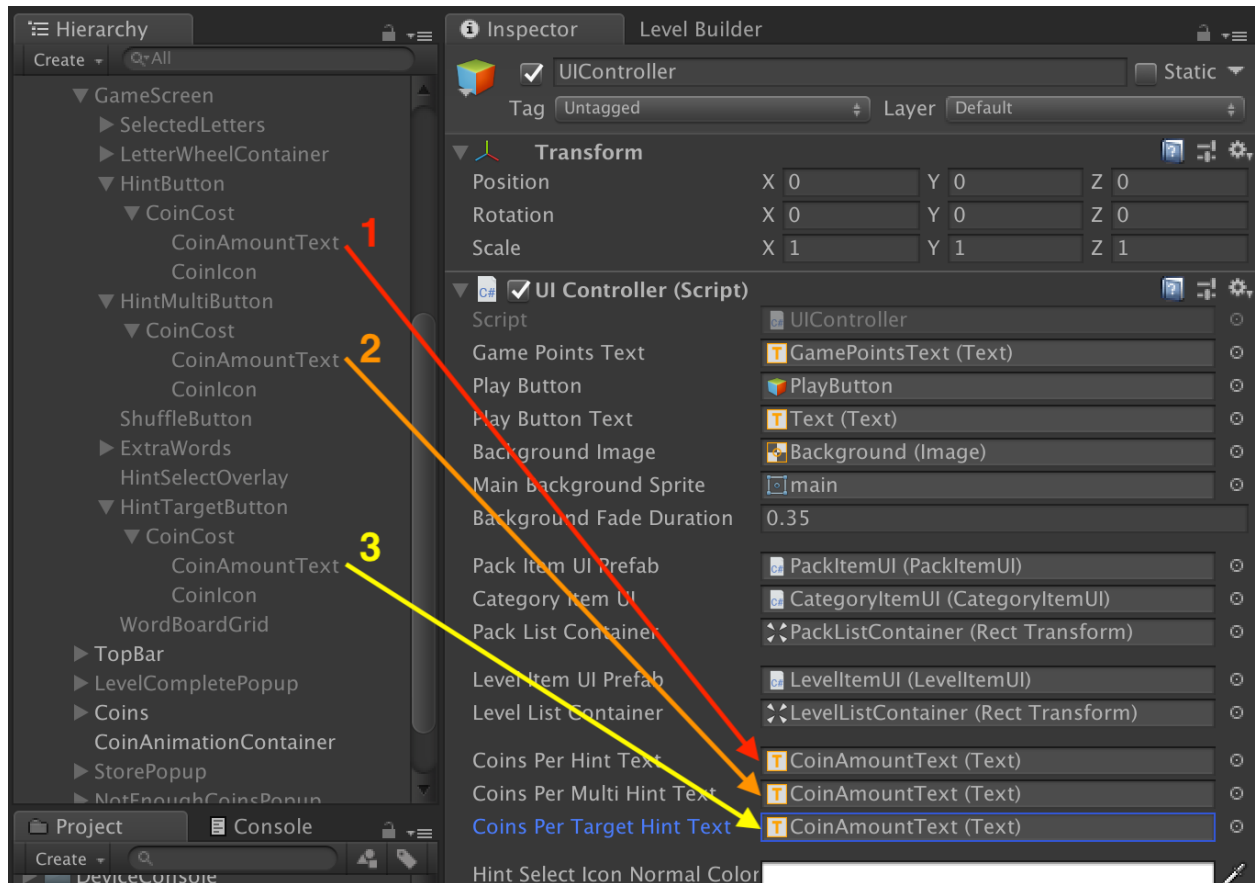 Hierarchy
Create
All
GameScreen
SelectedLetters
LetterWheelContainer
HintButton
CoinCost
CoinAmountText
CoinIcon
HintMultiButton
CoinCost
CoinAmountText
CoinIcon
ShuffleButton
ExtraWords
HintSelectOverlay
HintTargetButton
CoinCost
CoinAmountText
CoinIcon
WordBoardGrid
TopBar
LevelCompletePopup
Coins
CoinAnimationContainer
StorePopup
NotEnoughCoinsPopup
1
2
3
Project Console
Create
DeviceConsole
Inspector Level Builder
UIController Static
Tag Untagged Layer Default
Transform
Position X 0 Y 0 Z 0
Rotation X 0 Y 0 Z 0
Scale X 1 Y 1 Z 1
C# UI Controller (Script)
Script C# UIController
Game Points Text T GamePointsText (Text)
Play Button PlayButton
Play Button Text T Text (Text)
Background Image Background (Image)
Main Background Sprite main
Background Fade Duration 0.35
Pack Item UI Prefab C# PackItemUI (PackItemUI)
Category Item UI C# CategoryItemUI (CategoryItemUI)
Pack List Container PackListContainer (Rect Transform)
Level Item UI Prefab C# LevelItemUI (LevelItemUI)
Level List Container LevelListContainer (Rect Transform)
Coins Per Hint Text T CoinAmountText (Text)
Coins Per Multi Hint Text T CoinAmountText (Text)
Coins Per Target Hint Text T CoinAmountText (Text)
Hint Select Icon Normal Color